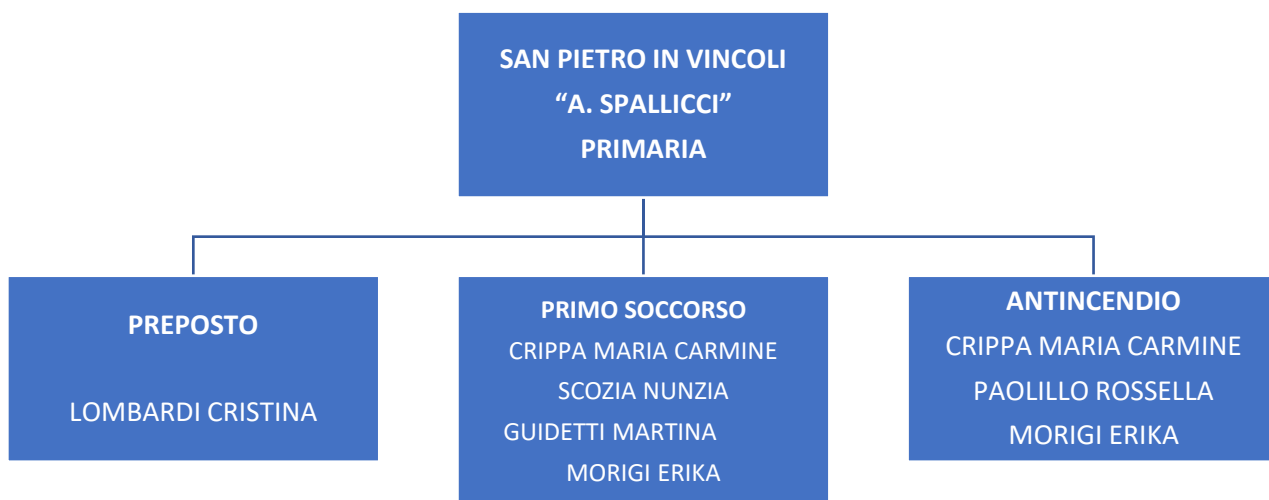 SAN PIETRO IN VINCOLI
“A. SPALLICCI”
PRIMARIA
PREPOSTO
LOMBARDI CRISTINA
PRIMO SOCCORSO
CRIPPA MARIA CARMINE
SCOZIA NUNZIA
GUIDETTI MARTINA
MORIGI ERIKA
ANTINCENDIO
CRIPPA MARIA CARMINE
PAOLILLO ROSSELLA
MORIGI ERIKA